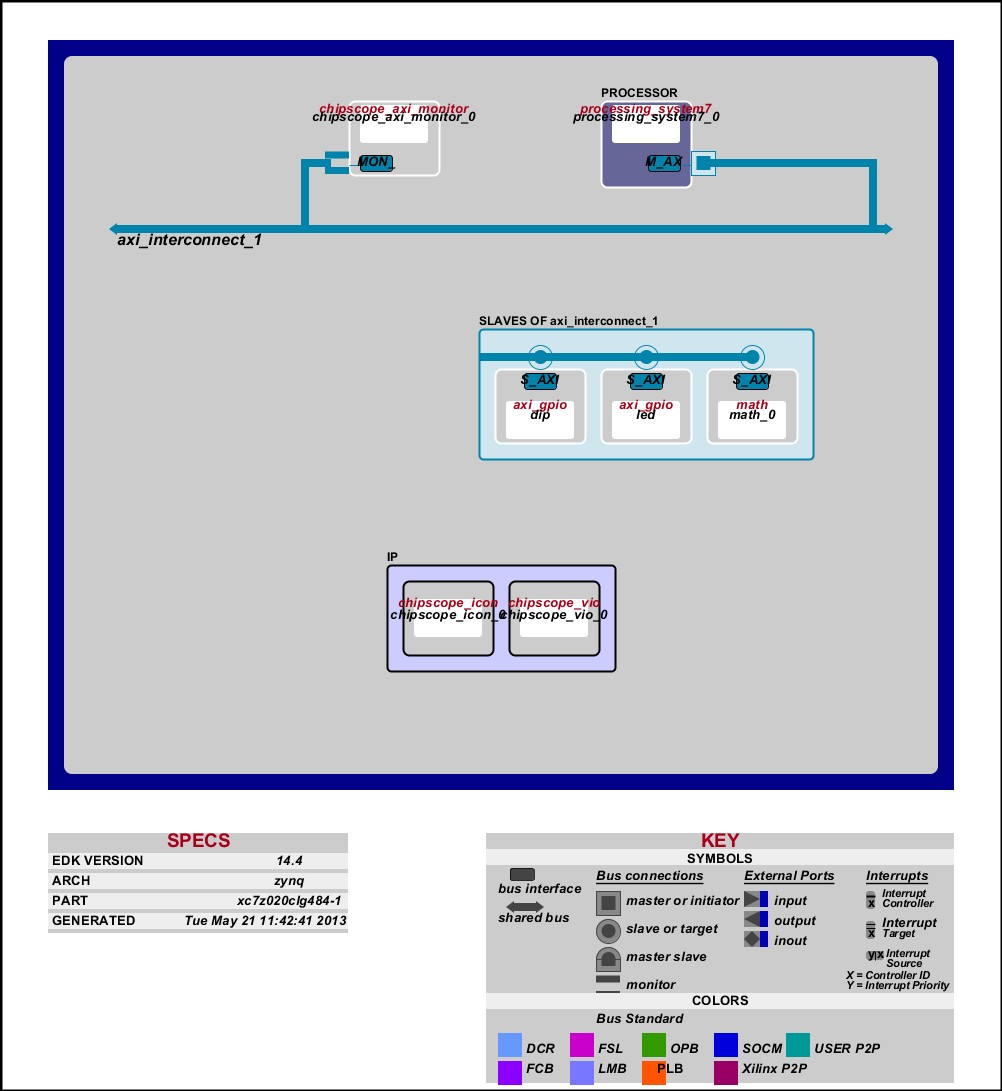 PROCESSOR
chipscope_axi_monitor
chipscope_axi_monitor_0
processing_system7
processing_system7_0
MON_
M_AX
axi_interconnect_1
SLAVES OF axi_interconnect_1
S_AXI S_AXI S_AXI
axi_gpio axi_gpio math
dip led math_0
IP
chipscope_icon chipscope_vio
chipscope_icon_0 chipscope_vio_0
SPECS
EDK VERSION 14.4
ARCH zynq
PART xc7z020clg484-1
GENERATED Tue May 21 11:42:41 2013
KEY
SYMBOLS
bus interface
shared bus
Bus connections
master or initiator
slave or target
master slave
monitor
External Ports
input
output
inout
Interrupts
x Interrupt
Controller
x Interrupt
Target
y x Interrupt
Source
X = Controller ID
Y = Interrupt Priority
COLORS
Bus Standard
DCR FSL OPB SOCM USER P2P
FCB LMB PLB Xilinx P2P